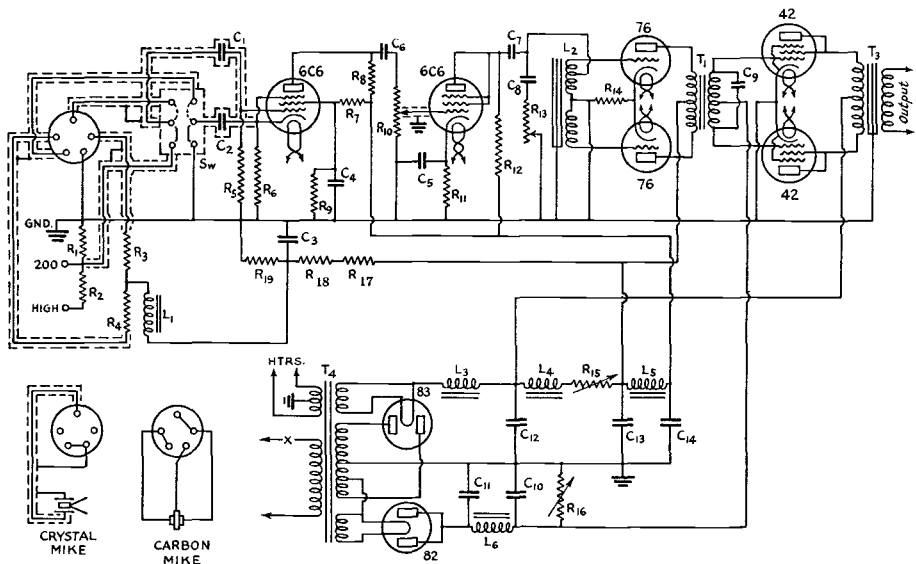 42
76
C₁
6C6
C₆
R₈
6C6
C₇
L₂
T₁
C₉
T₃
output
C₈
R₁₄
R₁₃
R₇
R₁₀
C₂
Sw
R₅
R₆
C₄
R₉
C₅
R₁₁
R₁₂
76
42
GND.
R₁
R₃
C₃
200
R₂
R₁₉
R₁₈
R₁₇
HIGH
R₄
L₁
HTRS.
T₄
83
L₃
L₄
R₁₅
L₅
X
C₁₂
C₁₃
C₁₄
C₁₁
C₁₀
R₁₆
L₆
82
CRYSTAL
MIKE
CARBON
MIKE